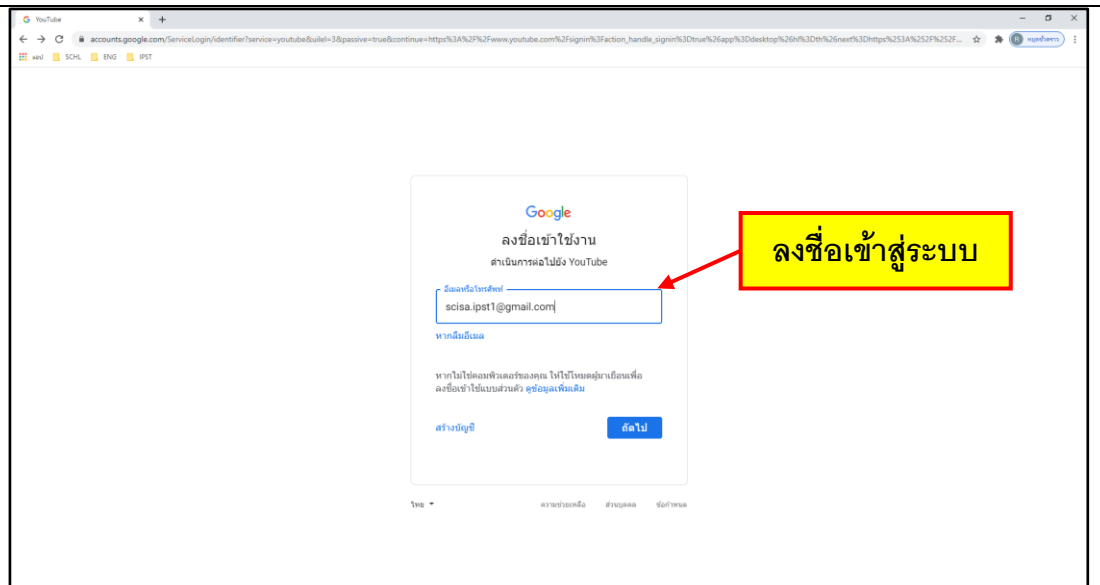 YouTube
accounts.google.com/ServiceLogin/identifier?service=youtube&uilel=3&passive=true&continue=https%3A%2F%2Fwww.youtube.com%2Fsignin%3Faction_handle_signin%3Dtrue%26app%3Ddesktop%26hl%3Dth%26next%3Dhttps%253A%252F%252F...
แอป SCHL ENG IPST
Google
ลงชื่อเข้าใช้งาน
ดำเนินการต่อไปยัง YouTube
ลงชื่อเข้าสู่ระบบ
อีเมลหรือโทรศัพท์
scisa.ipst1@gmail.com
หากลืมอีเมล
หากไม่ใช่คอมพิวเตอร์ของคุณ ให้ใช้โหมดผู้มาเยือนเพื่อ
ลงชื่อเข้าใช้แบบส่วนตัว ดูข้อมูลเพิ่มเติม
สร้างบัญชี ถัดไป
ไทย ความช่วยเหลือ ส่วนบุคคล ข้อกำหนด